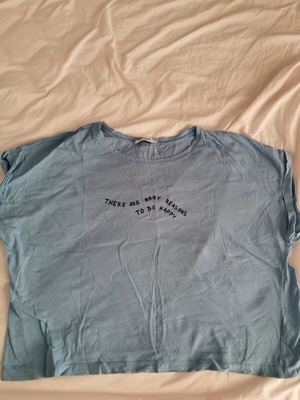 THERE ARE MANY REASONS
TO BE HAPPY